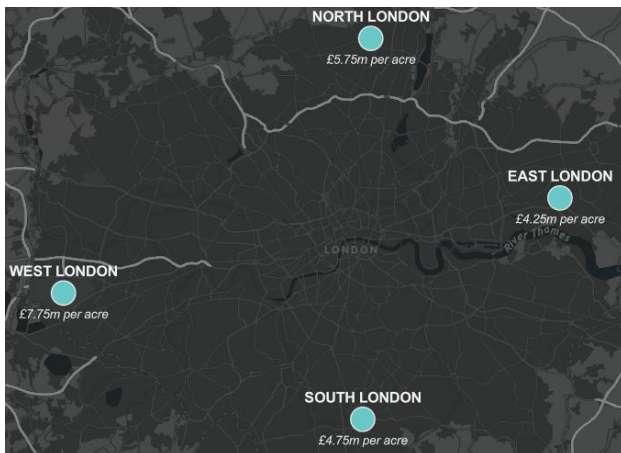 NORTH LONDON
£5.75m per acre
EAST LONDON
£4.25m per acre
River Thames
LONDON
WEST LONDON
£7.75m per acre
SOUTH LONDON
£4.75m per acre